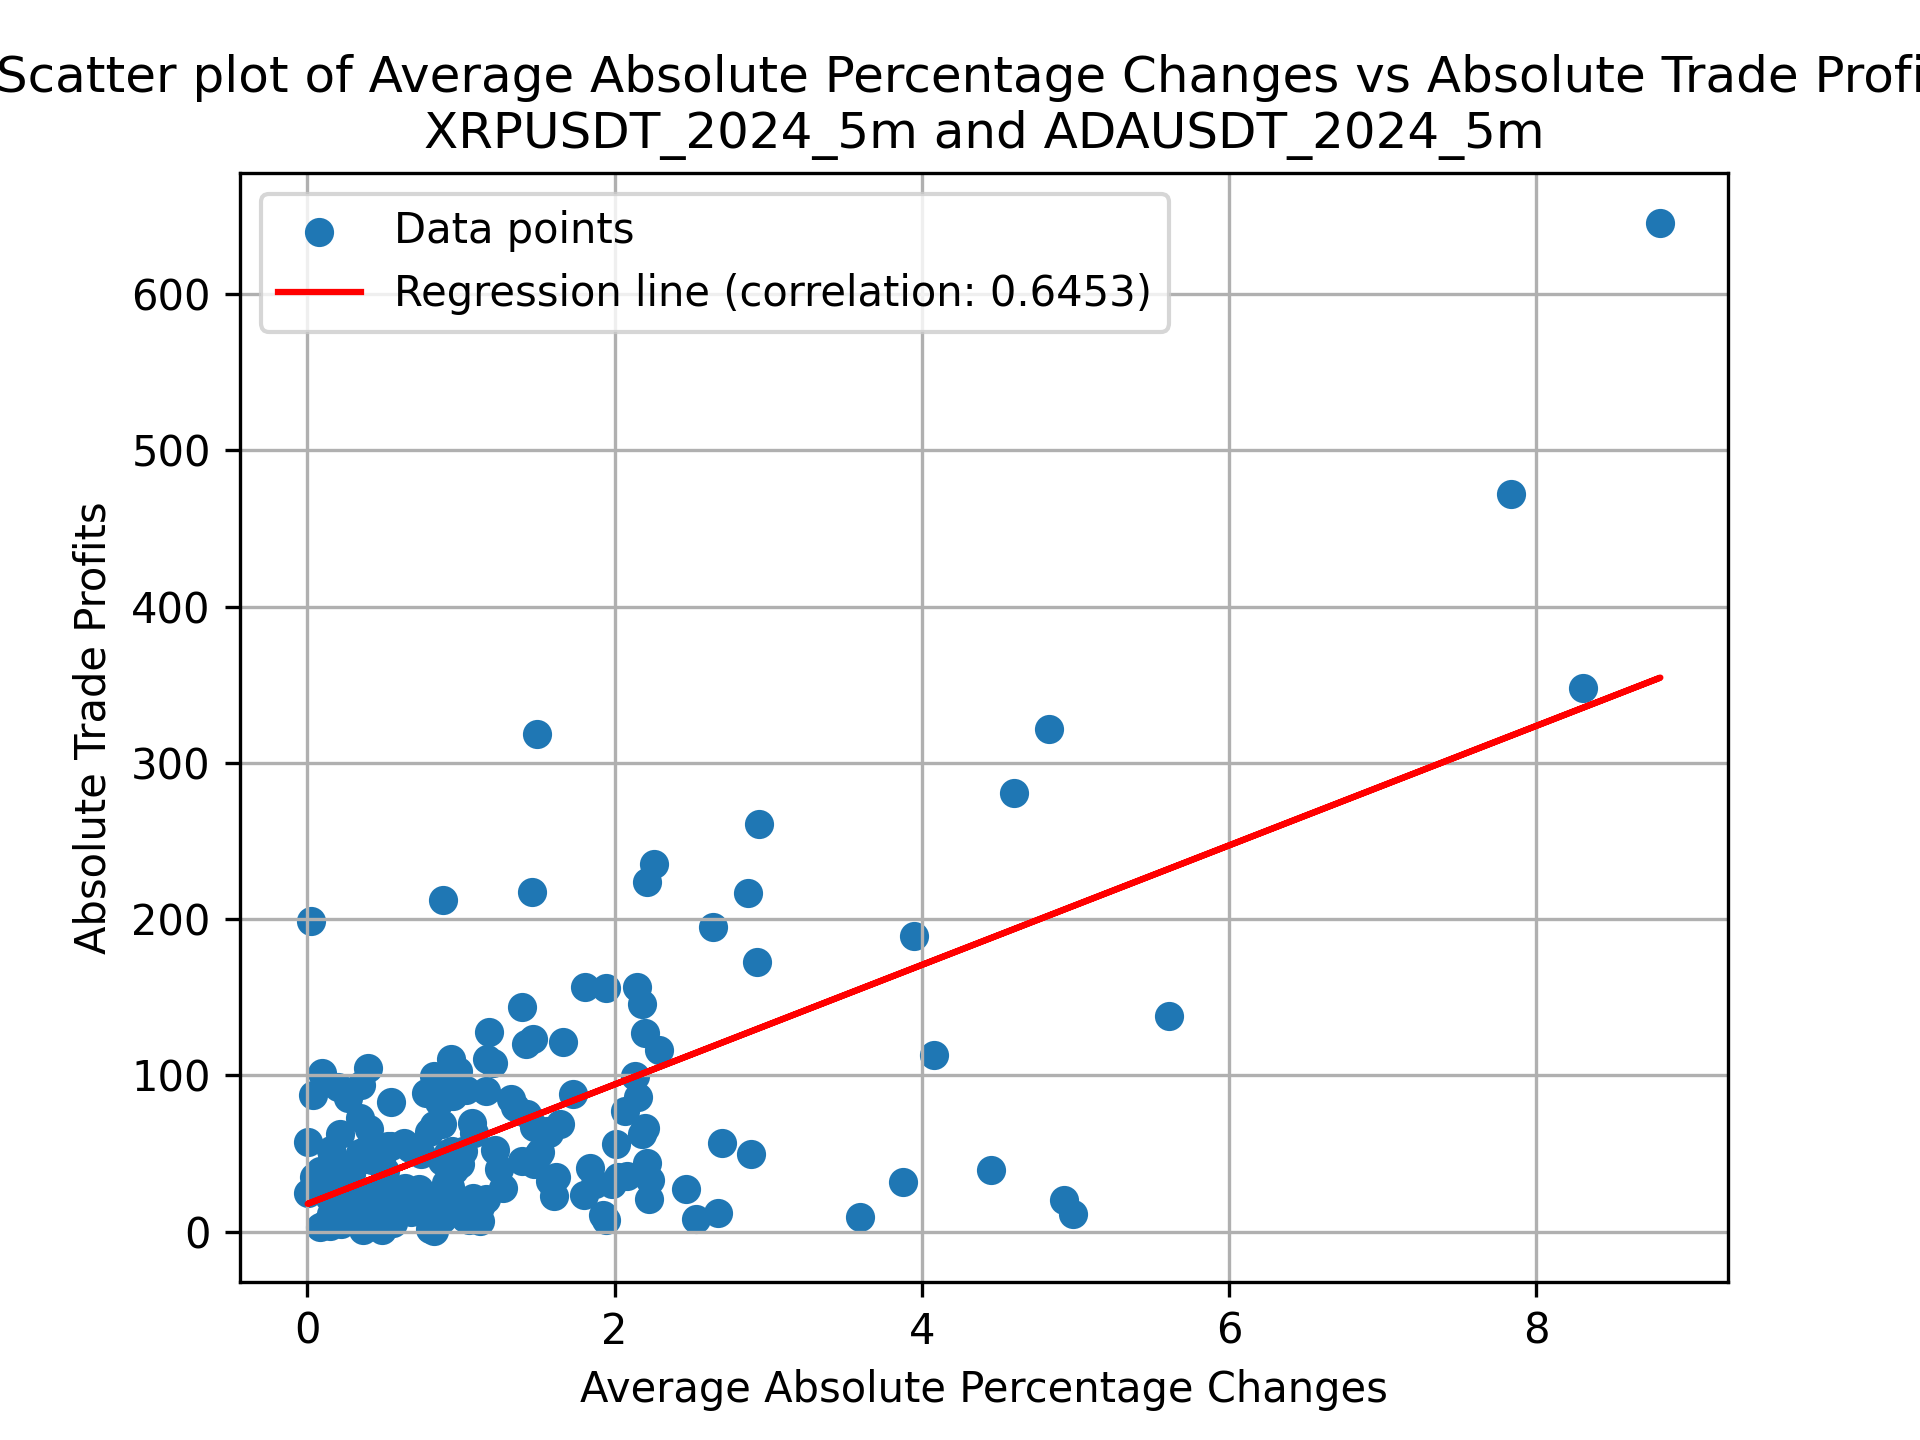 Scatter plot of Average Absolute Percentage Changes vs Absolute Trade Profi
XRPUSDT_2024_5m and ADAUSDT_2024_5m
Data points
Regression line (correlation: 0.6453)
600
500
400
300
200
100
0
Absolute Trade Profits
0 2 4 6 8
Average Absolute Percentage Changes